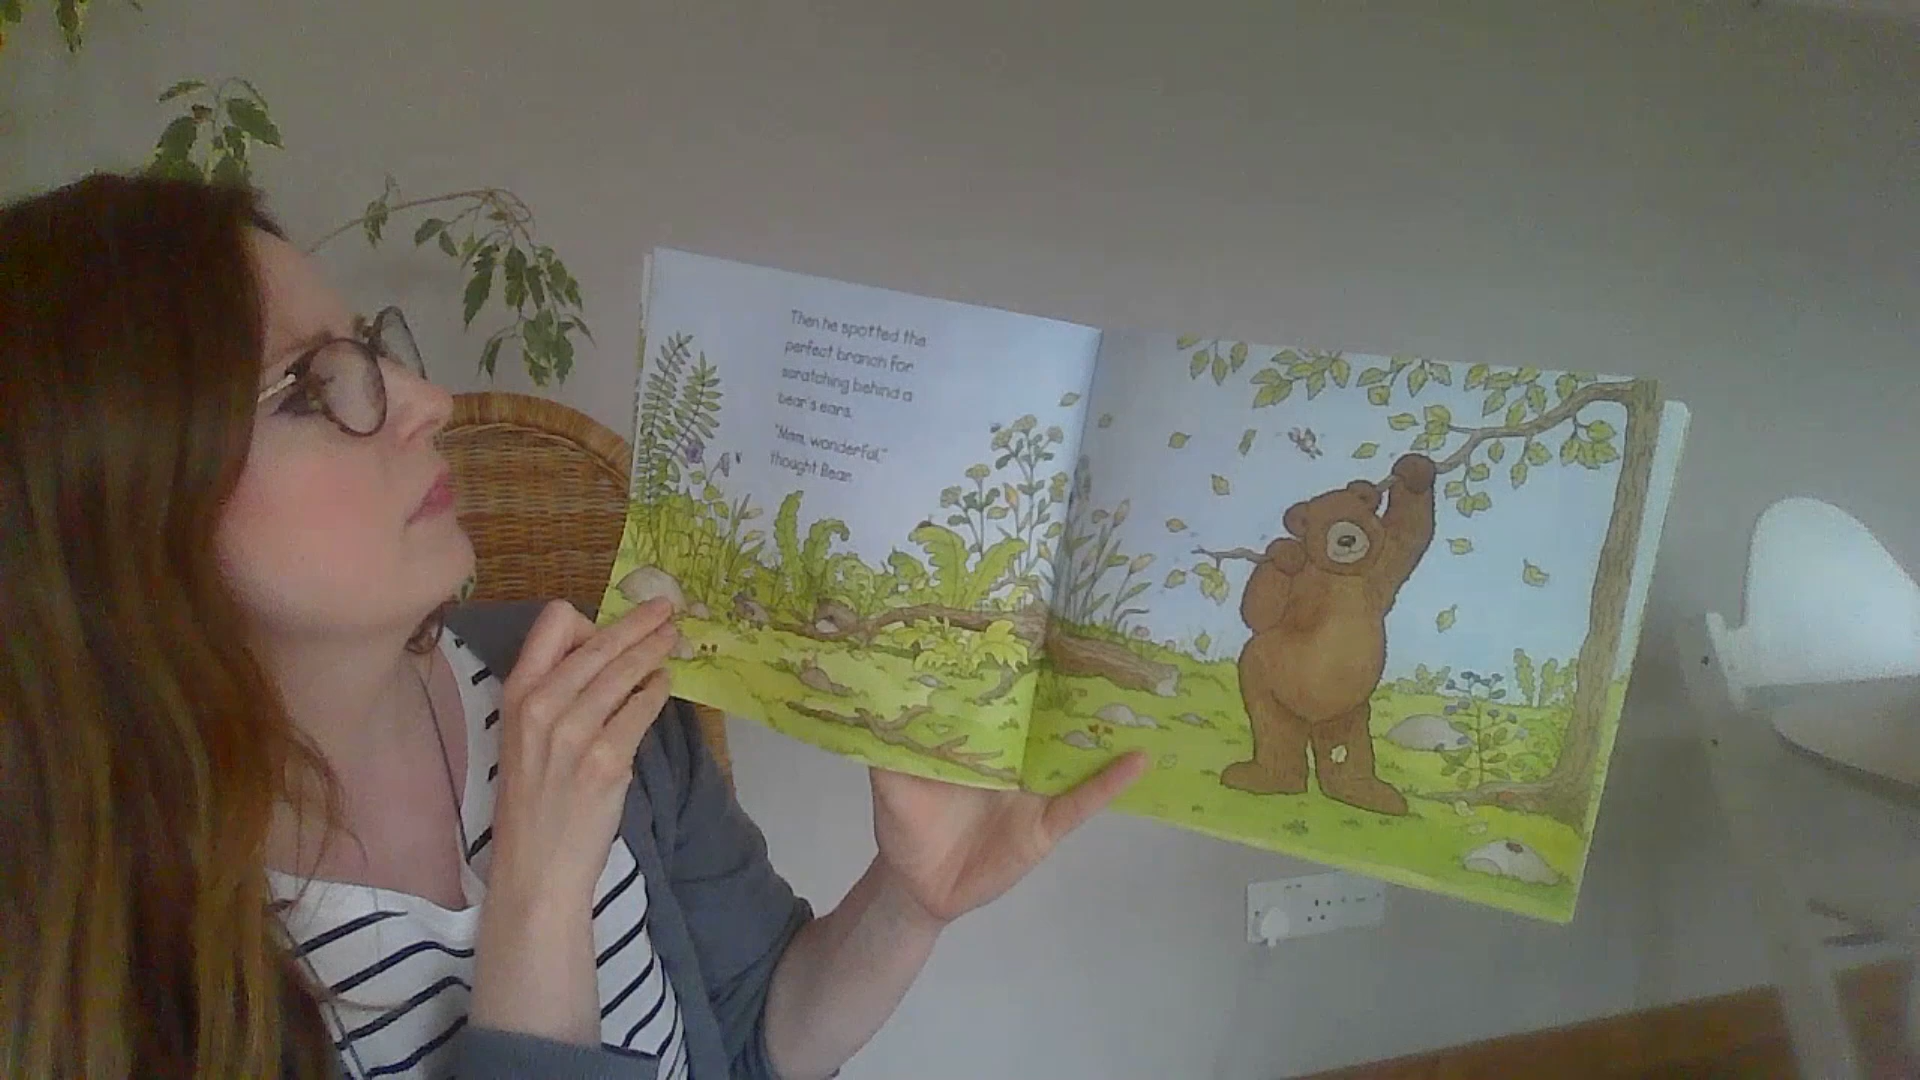 Then he spotted the
perfect branch for
scratching behind a
bear's ears.
"Mmm, wonderful,"
thought Bear.